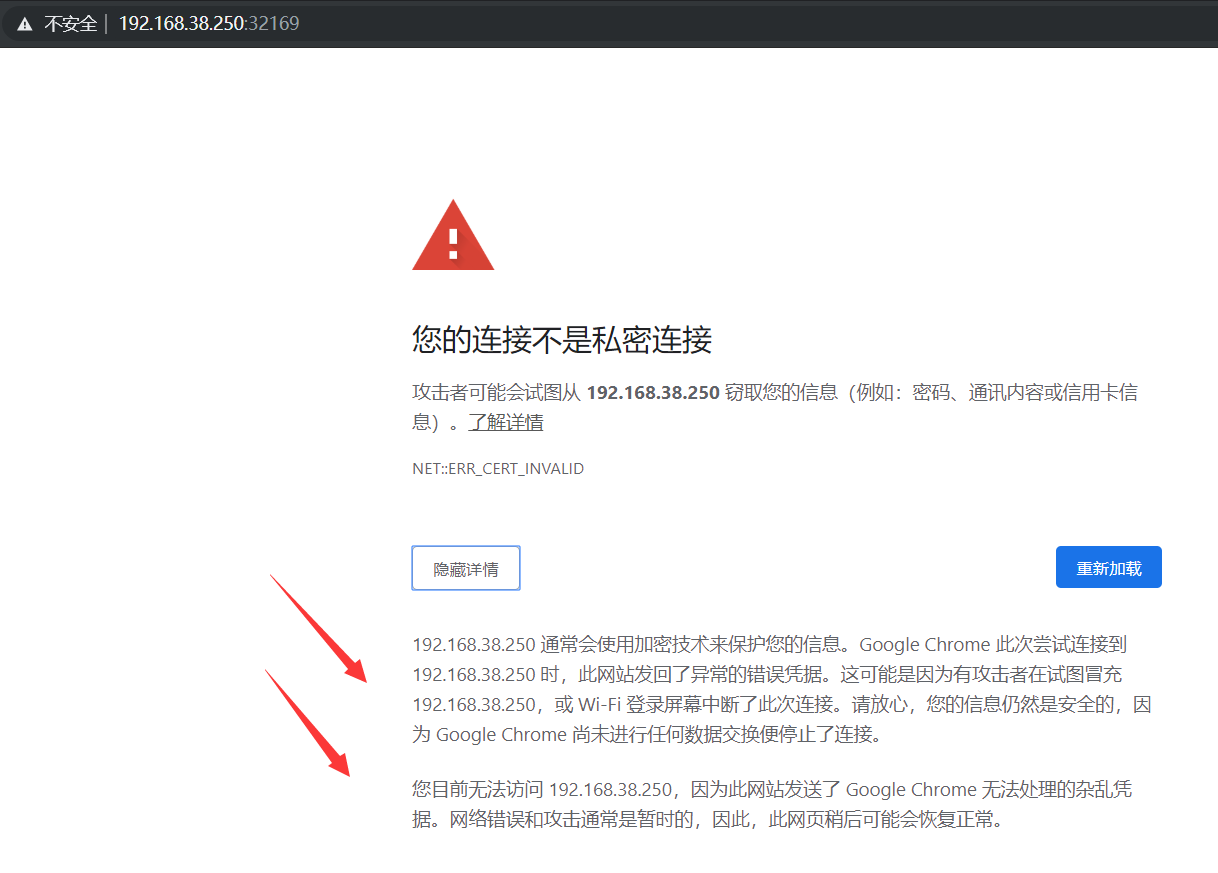 不安全 | 192.168.38.250:32169
您的连接不是私密连接
攻击者可能会试图从 192.168.38.250 窃取您的信息（例如：密码、通讯内容或信用卡信
息）。了解详情
NET::ERR_CERT_INVALID
隐藏详情 重新加载
192.168.38.250 通常会使用加密技术来保护您的信息。Google Chrome 此次尝试连接到
192.168.38.250 时，此网站发回了异常的错误凭据。这可能是因为有攻击者在试图冒充
192.168.38.250，或 Wi-Fi 登录屏幕中断了此次连接。请放心，您的信息仍然是安全的，因
为 Google Chrome 尚未进行任何数据交换便停止了连接。
您目前无法访问 192.168.38.250，因为此网站发送了 Google Chrome 无法处理的杂乱凭
据。网络错误和攻击通常是暂时的，因此，此网页稍后可能会恢复正常。